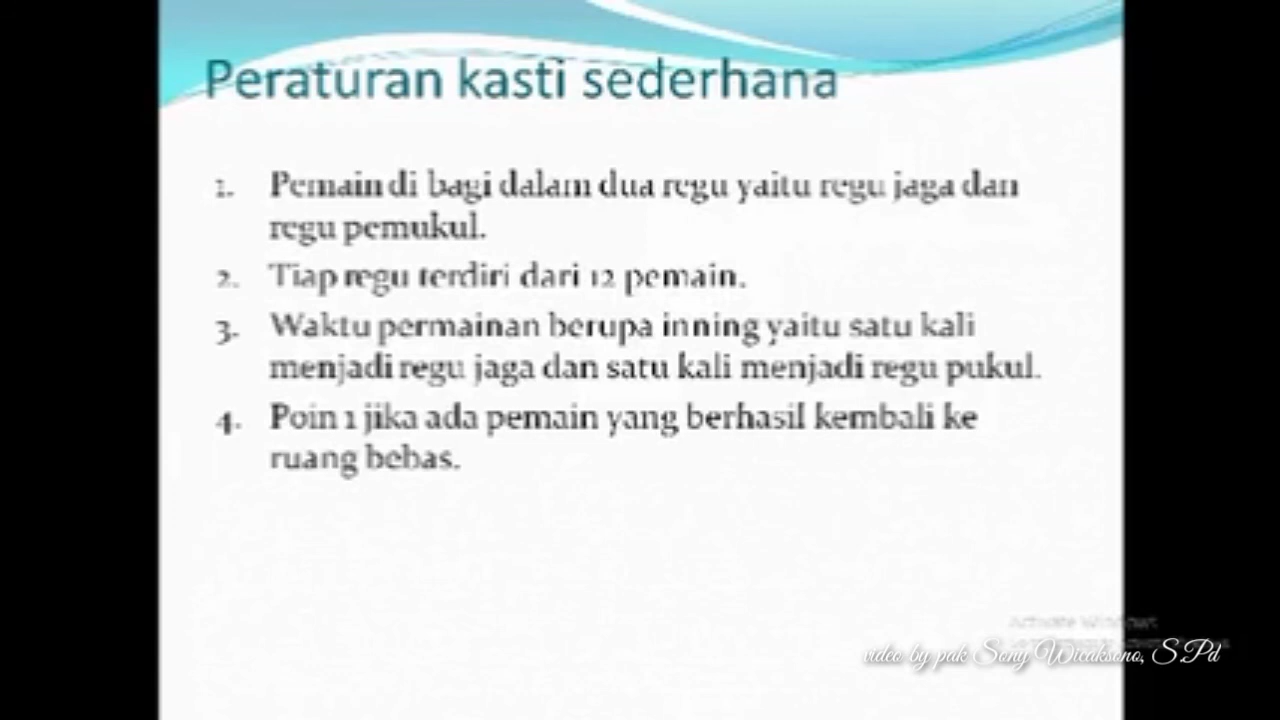 Peraturan kasti sederhana
1. Pemain di bagi dalam dua regu yaitu regu jaga dan
regu pemukul.
2. Tiap regu terdiri dari 12 pemain.
3. Waktu permainan berupa inning yaitu satu kali
menjadi regu jaga dan satu kali menjadi regu pukul.
4. Poin 1 jika ada pemain yang berhasil kembali ke
ruang bebas.
Activate Windows
video by pak Sony Wicaksono, S.Pd